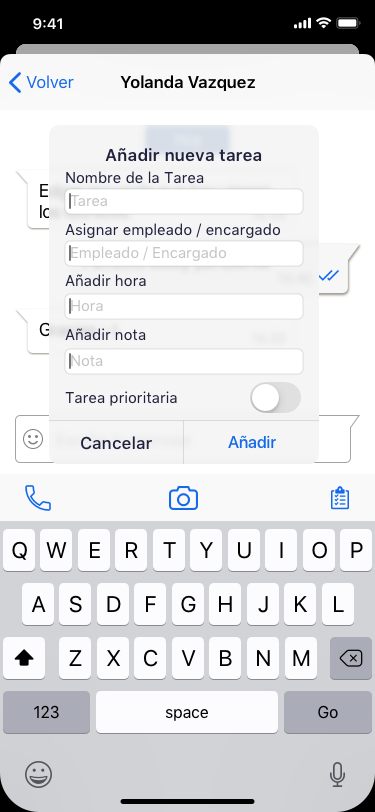 9:41
Volver
Yolanda Vazquez
Añadir nueva tarea
Nombre de la Tarea
Tarea
Asignar empleado / encargado
Empleado / Encargado
Añadir hora
Hora
Añadir nota
Nota
Tarea prioritaria
Cancelar
Añadir
Q W E R T Y U I O P
A S D F G H J K L
Z X C V B N M
123 space Go